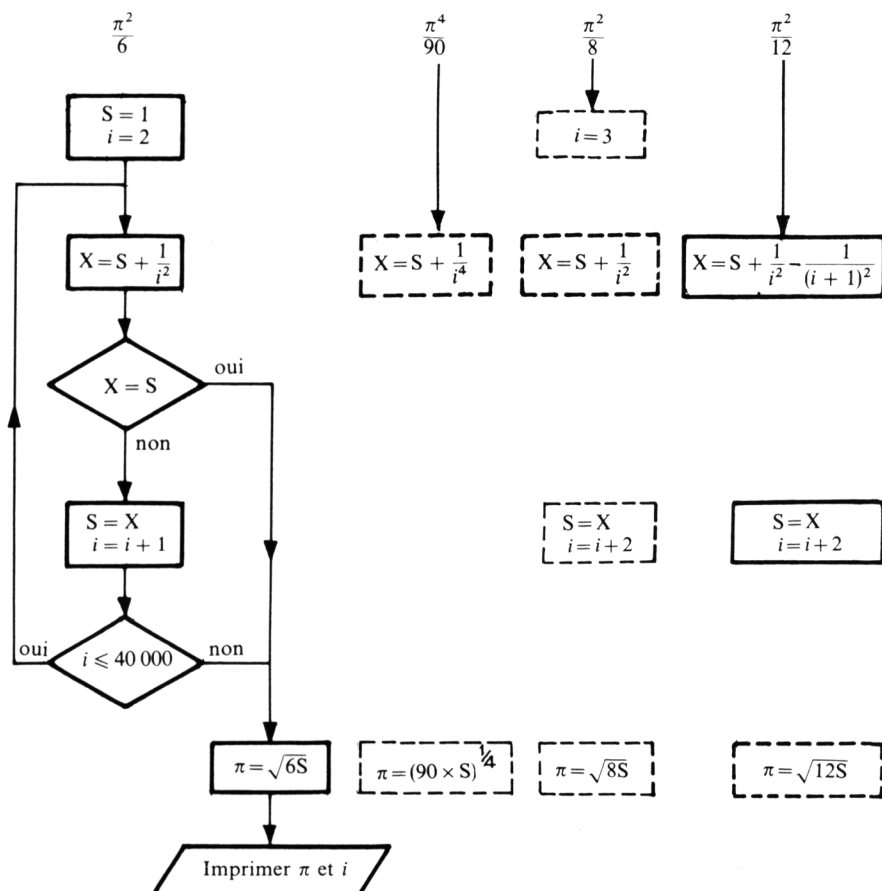 π²/6 π⁴/90 π²/8 π²/12
S = 1
i = 2
i = 3
X = S + 1/i²
X = S + 1/i⁴
X = S + 1/i²
X = S + 1/i² - 1/(i + 1)²
X = S
oui
non
S = X
i = i + 1
S = X
i = i + 2
S = X
i = i + 2
oui
i ⩽ 40 000
non
π = √6S
π = (90 × S)^¼
π = √8S
π = √12S
Imprimer π et i